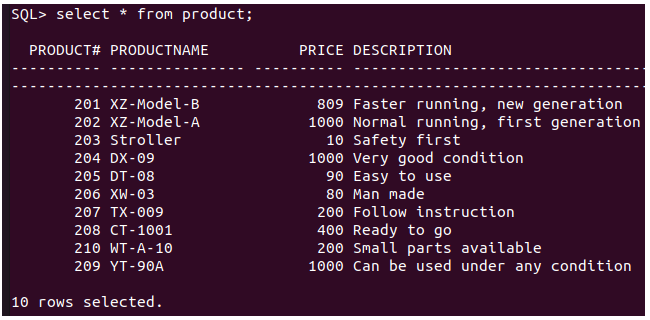 SQL> select * from product;
PRODUCT# PRODUCTNAME PRICE DESCRIPTION
---------- --------------- ---------- --------------------------------
----------------------------------------------------------------------
201 XZ-Model-B 809 Faster running, new generation
202 XZ-Model-A 1000 Normal running, first generation
203 Stroller 10 Safety first
204 DX-09 1000 Very good condition
205 DT-08 90 Easy to use
206 XW-03 80 Man made
207 TX-009 200 Follow instruction
208 CT-1001 400 Ready to go
210 WT-A-10 200 Small parts available
209 YT-90A 1000 Can be used under any condition
10 rows selected.